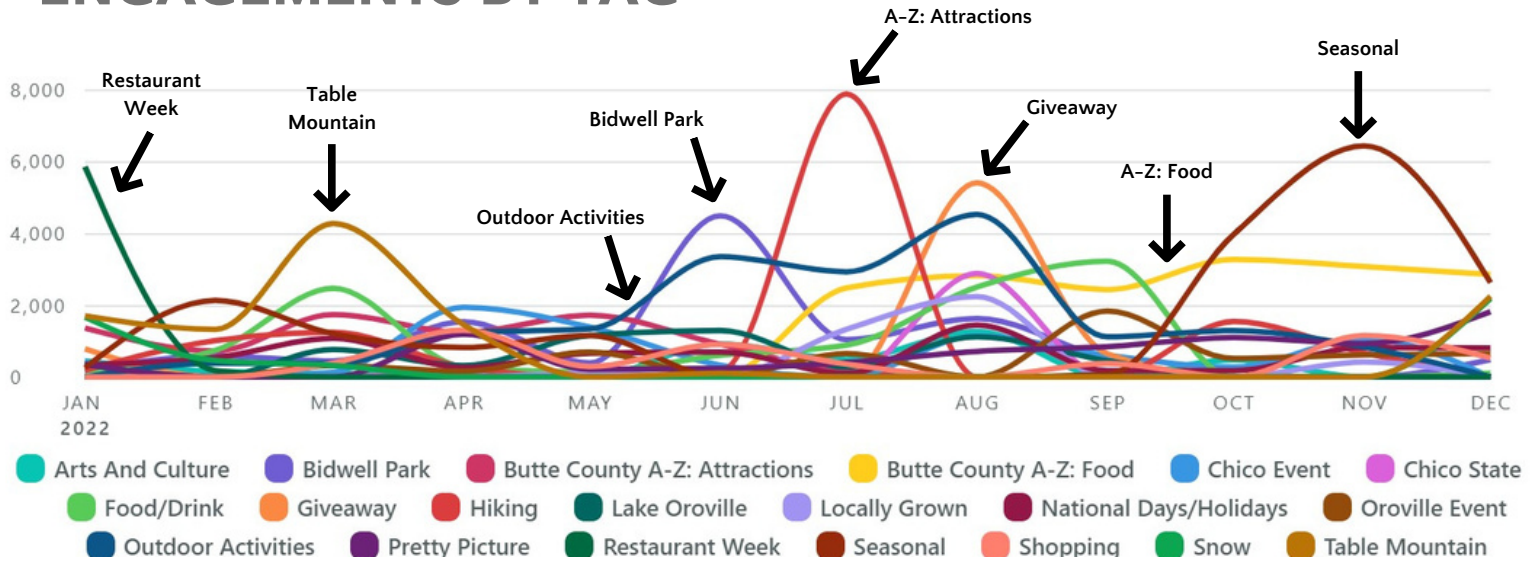 ENGAGEMENTS BY TAG
A-Z: Attractions
Seasonal
Restaurant
Week
Table
Mountain
Bidwell Park
Giveaway
A-Z: Food
Outdoor Activities
8,000
6,000
4,000
2,000
0
JAN FEB MAR APR MAY JUN JUL AUG SEP OCT NOV DEC
2022
Arts And Culture Bidwell Park Butte County A-Z: Attractions Butte County A-Z: Food Chico Event Chico State
Food/Drink Giveaway Hiking Lake Oroville Locally Grown National Days/Holidays Oroville Event
Outdoor Activities Pretty Picture Restaurant Week Seasonal Shopping Snow Table Mountain